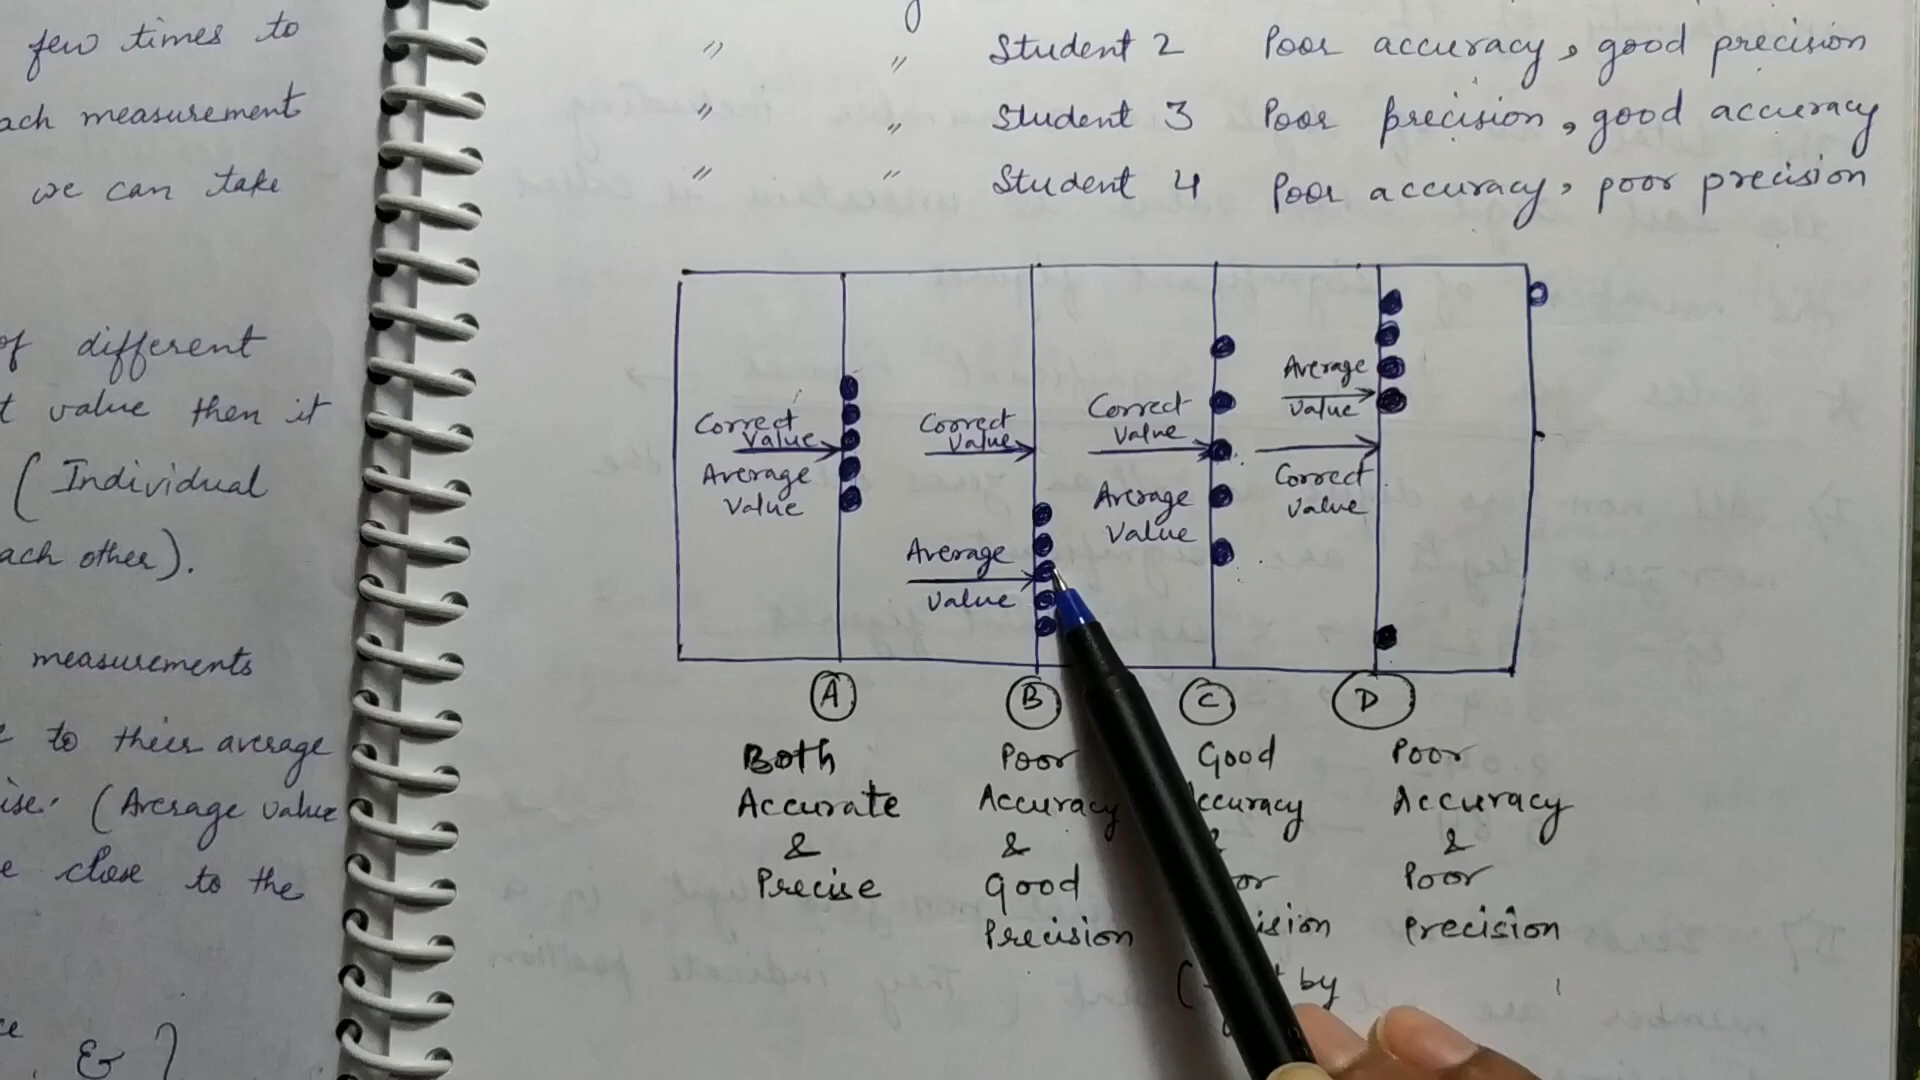 few times to
ach measurement
we can take
of different
t value then it
( Individual
ach other).
measurements
e to their average
ise. (Average value
e close to the
&
" " Student 2 Poor accuracy, good precision
" " Student 3 Poor precision, good accuracy
" " Student 4 Poor accuracy, poor precision
Correct
Value
Average
Value
Correct
Value
Average
Value
Correct
Value
Average
Value
Average
Value
Correct
Value
A B C D
Both
Accurate
&
Precise
Poor
Accuracy
&
Good
Precision
Good
ccuracy
&
or
ision
( by
Poor
Accuracy
&
Poor
Precision